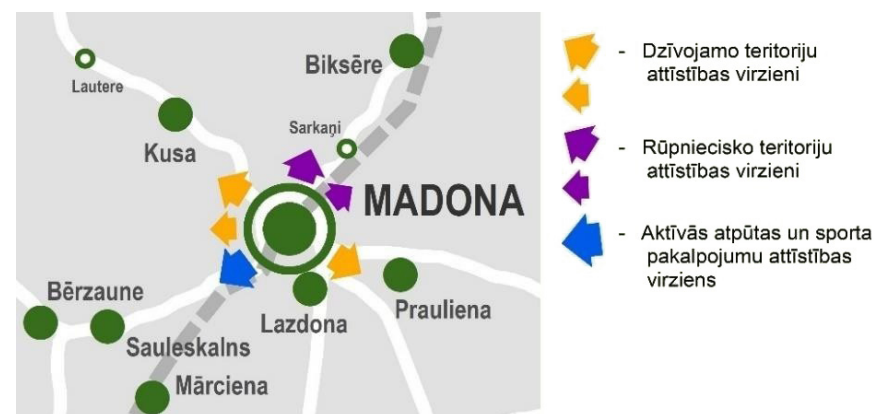 Biksēre
Lautere
Sarkaņi
Kusa
MADONA
Bērzaune
Prauliena
Lazdona
Sauleskalns
Mārciena
- Dzīvojamo teritoriju
attīstības virzieni
- Rūpniecisko teritoriju
attīstības virzieni
- Aktīvās atpūtas un sporta
pakalpojumu attīstības
virziens